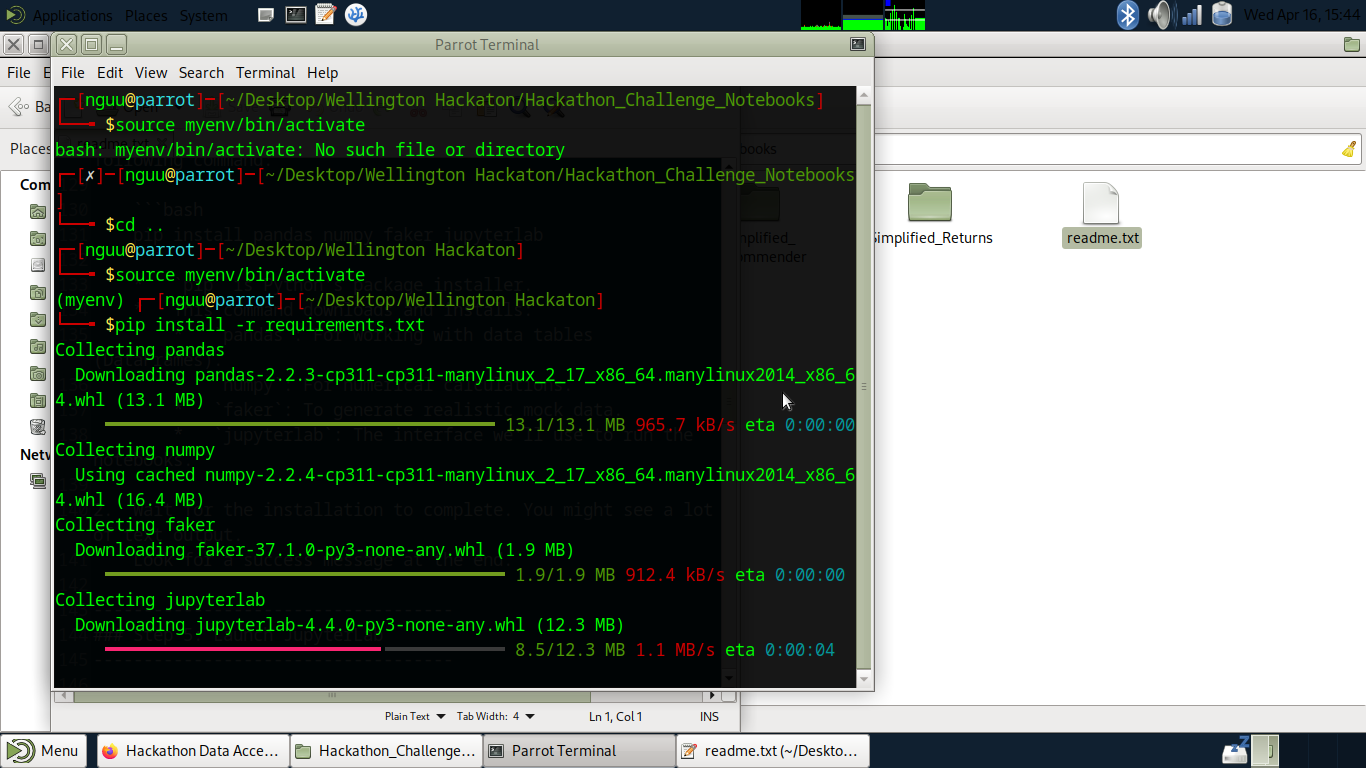 Applications Places System
Wed Apr 16, 15:44
Parrot Terminal
File Edit View Search Terminal Help
┌─[nguu@parrot]─[~/Desktop/Wellington Hackaton/Hackathon_Challenge_Notebooks]
└──╼ $source myenv/bin/activate
bash: myenv/bin/activate: No such file or directory
┌─[✗]─[nguu@parrot]─[~/Desktop/Wellington Hackaton/Hackathon_Challenge_Notebooks
]
└──╼ $cd ..
┌─[nguu@parrot]─[~/Desktop/Wellington Hackaton]
└──╼ $source myenv/bin/activate
(myenv) ┌─[nguu@parrot]─[~/Desktop/Wellington Hackaton]
└──╼ $pip install -r requirements.txt
Collecting pandas
Downloading pandas-2.2.3-cp311-cp311-manylinux_2_17_x86_64.manylinux2014_x86_6
4.whl (13.1 MB)
13.1/13.1 MB 965.7 kB/s eta 0:00:00
Collecting numpy
Using cached numpy-2.2.4-cp311-cp311-manylinux_2_17_x86_64.manylinux2014_x86_6
4.whl (16.4 MB)
Collecting faker
Downloading faker-37.1.0-py3-none-any.whl (1.9 MB)
1.9/1.9 MB 912.4 kB/s eta 0:00:00
Collecting jupyterlab
Downloading jupyterlab-4.4.0-py3-none-any.whl (12.3 MB)
8.5/12.3 MB 1.1 MB/s eta 0:00:04
File E
Ba
Places
Com
Netw
books
Simplified_Returns
readme.txt
Plain Text Tab Width: 4 Ln 1, Col 1 INS
Menu
Hackathon Data Acce...
Hackathon_Challenge...
Parrot Terminal
readme.txt (~/Deskto...